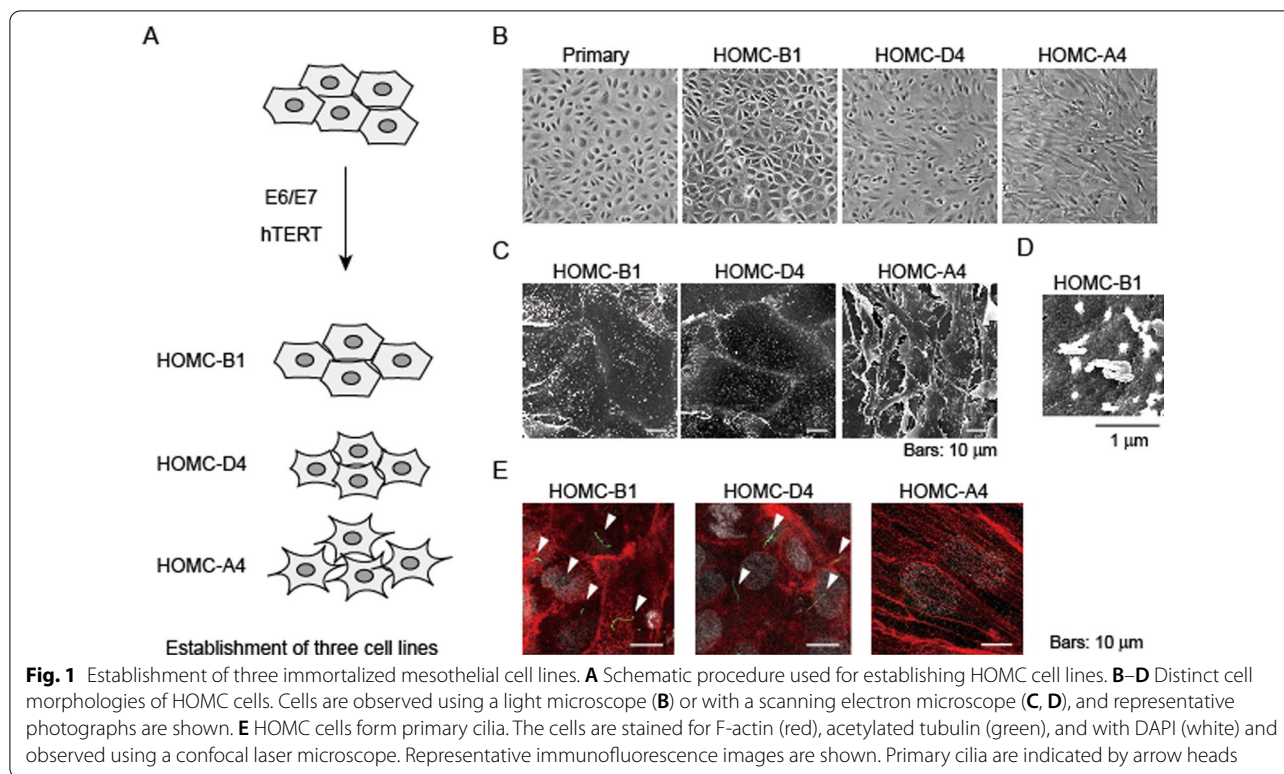 A
E6/E7
hTERT
HOMC-B1
HOMC-D4
HOMC-A4
Establishment of three cell lines
B
Primary HOMC-B1 HOMC-D4 HOMC-A4
C
HOMC-B1 HOMC-D4 HOMC-A4
Bars: 10 μm
D
HOMC-B1
1 μm
E
HOMC-B1 HOMC-D4 HOMC-A4
Bars: 10 μm
Fig. 1 Establishment of three immortalized mesothelial cell lines. A Schematic procedure used for establishing HOMC cell lines. B–D Distinct cell
morphologies of HOMC cells. Cells are observed using a light microscope (B) or with a scanning electron microscope (C, D), and representative
photographs are shown. E HOMC cells form primary cilia. The cells are stained for F-actin (red), acetylated tubulin (green), and with DAPI (white) and
observed using a confocal laser microscope. Representative immunofluorescence images are shown. Primary cilia are indicated by arrow heads